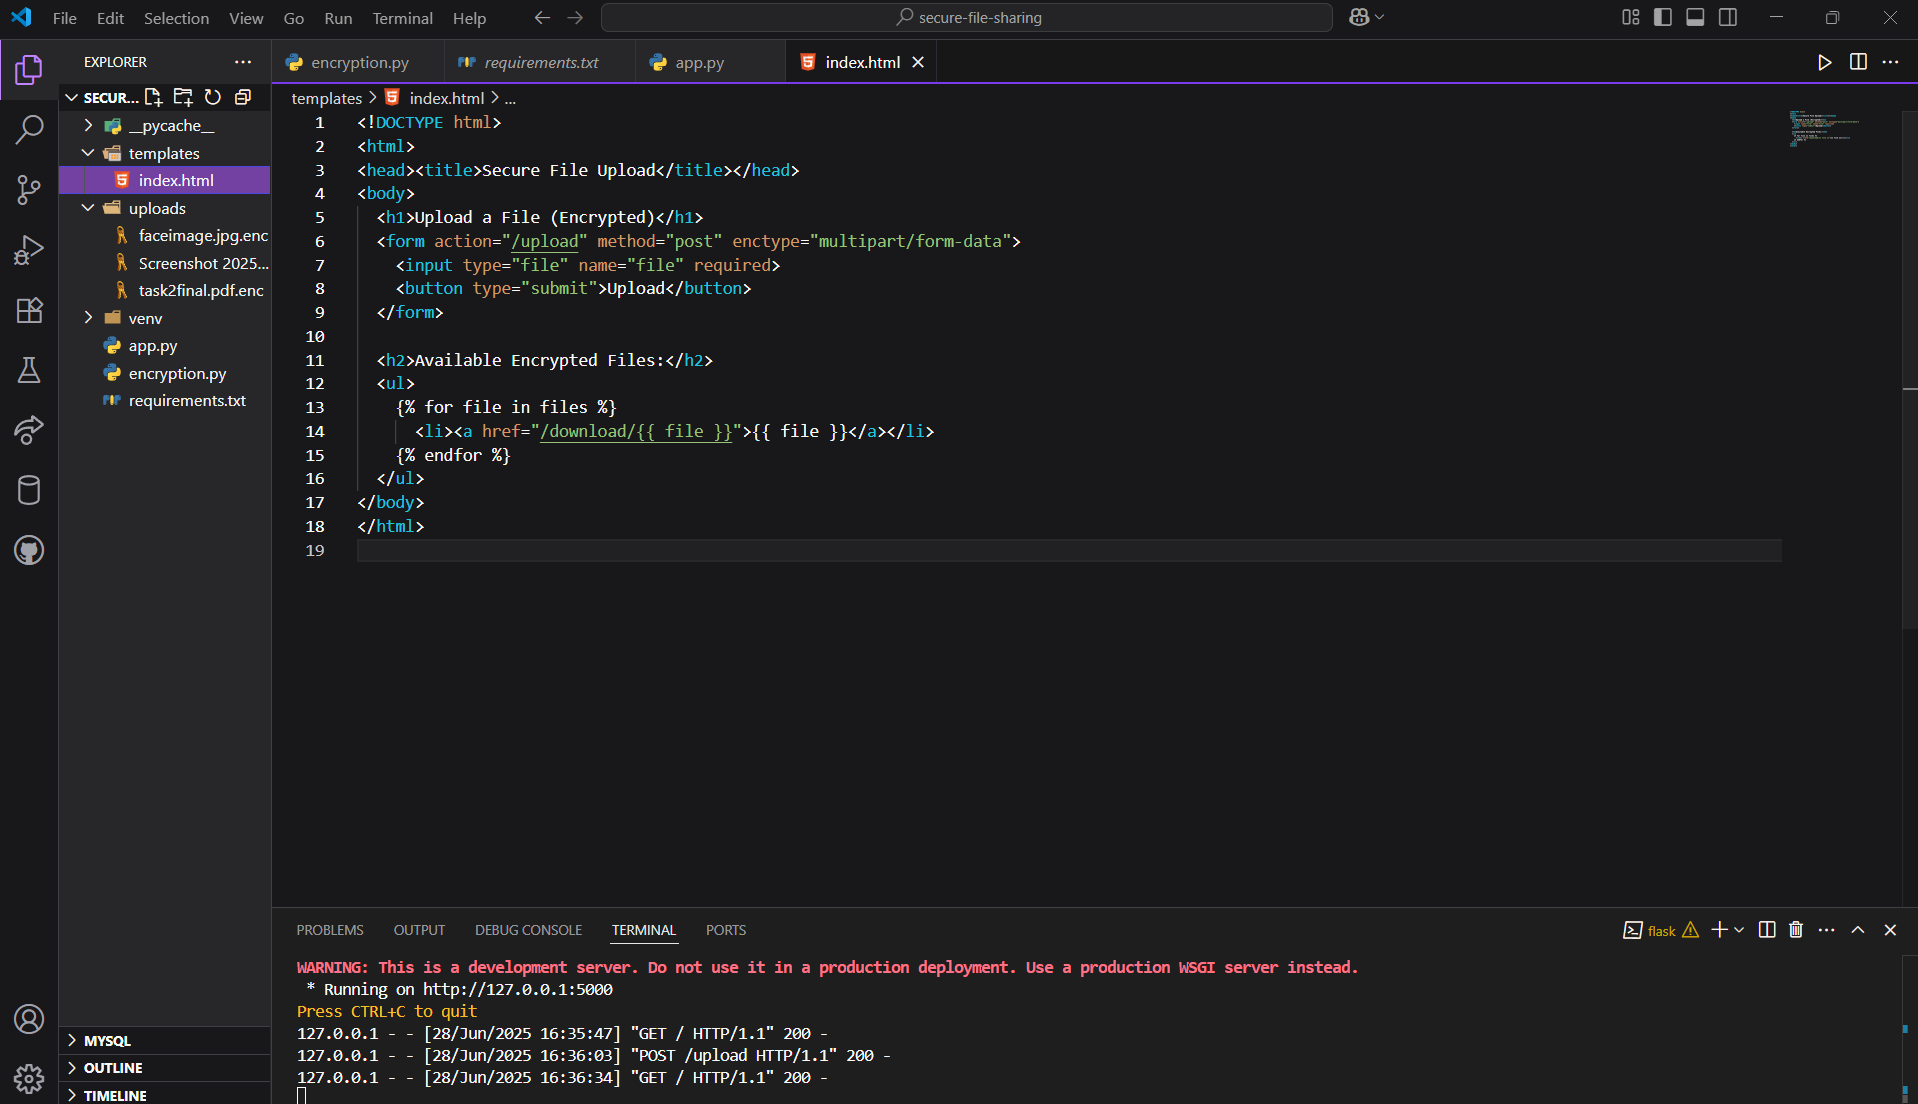 File Edit Selection View Go Run Terminal Help
secure-file-sharing
EXPLORER
SECUR...
__pycache__
templates
index.html
uploads
faceimage.jpg.enc
Screenshot 2025...
task2final.pdf.enc
venv
app.py
encryption.py
requirements.txt
MYSQL
OUTLINE
TIMELINE
encryption.py requirements.txt app.py index.html
templates > index.html > ...
1 <!DOCTYPE html>
2 <html>
3 <head><title>Secure File Upload</title></head>
4 <body>
5   <h1>Upload a File (Encrypted)</h1>
6   <form action="/upload" method="post" enctype="multipart/form-data">
7     <input type="file" name="file" required>
8     <button type="submit">Upload</button>
9   </form>
10
11   <h2>Available Encrypted Files:</h2>
12   <ul>
13     {% for file in files %}
14       <li><a href="/download/{{ file }}">{{ file }}</a></li>
15     {% endfor %}
16   </ul>
17 </body>
18 </html>
19
PROBLEMS OUTPUT DEBUG CONSOLE TERMINAL PORTS
flask
WARNING: This is a development server. Do not use it in a production deployment. Use a production WSGI server instead.
 * Running on http://127.0.0.1:5000
Press CTRL+C to quit
127.0.0.1 - - [28/Jun/2025 16:35:47] "GET / HTTP/1.1" 200 -
127.0.0.1 - - [28/Jun/2025 16:36:03] "POST /upload HTTP/1.1" 200 -
127.0.0.1 - - [28/Jun/2025 16:36:34] "GET / HTTP/1.1" 200 -